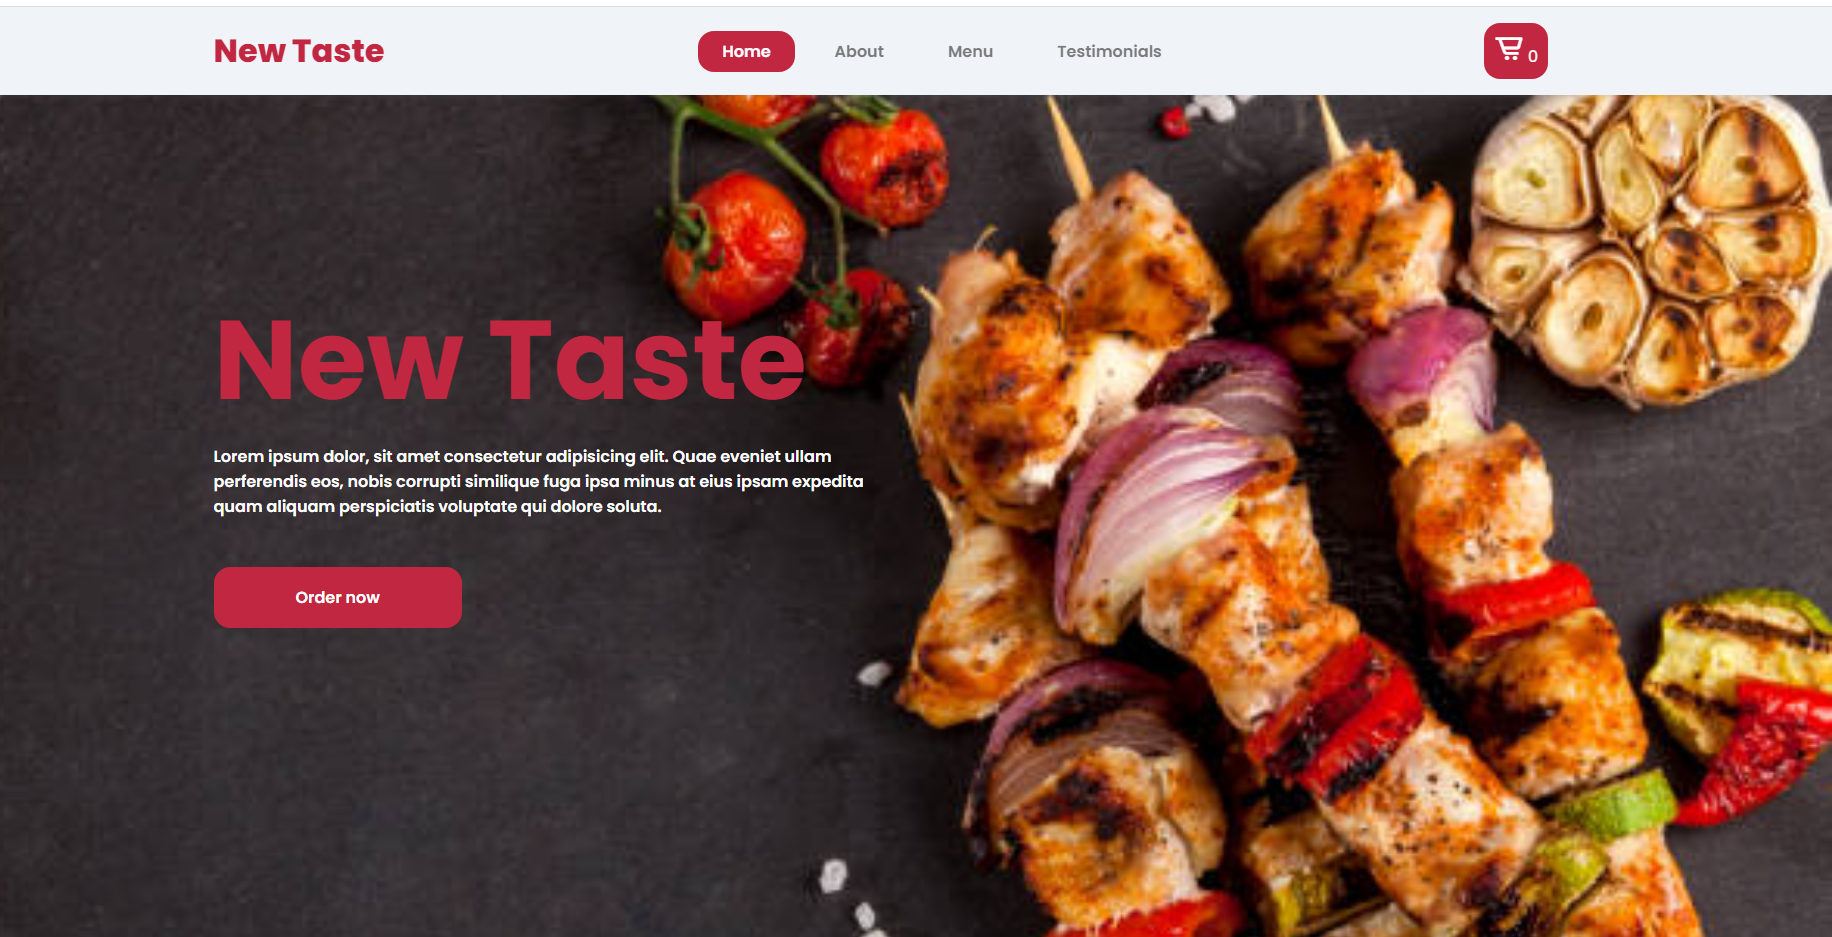 New Taste
Home
About
Menu
Testimonials
0
New Taste
Lorem ipsum dolor, sit amet consectetur adipisicing elit. Quae eveniet ullam
perferendis eos, nobis corrupti similique fuga ipsa minus at eius ipsam expedita
quam aliquam perspiciatis voluptate qui dolore soluta.
Order now